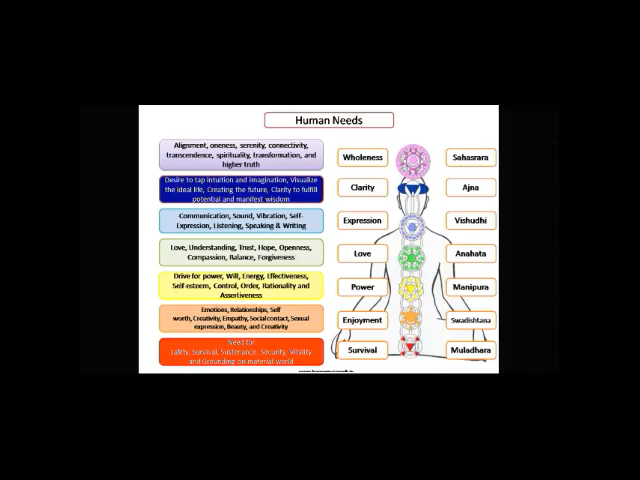 Human Needs
Alignment, oneness, serenity, connectivity,
transcendence, spirituality, transformation, and
higher truth
Wholeness
Sahasrara
Desire to tap intuition and imagination, Visualize
the ideal life, Creating the future, Clarity to fulfill
potential and manifest wisdom
Clarity
Ajna
Communication, Sound, Vibration, Self-
Expression, Listening, Speaking & Writing
Expression
Vishudhi
Love, Understanding, Trust, Hope, Openness,
Compassion, Balance, Forgiveness
Love
Anahata
Drive for power, Will, Energy, Effectiveness,
Self-esteem, Control, Order, Rationality and
Assertiveness
Power
Manipura
Emotions, Relationships, Self
worth, Creativity, Empathy, Social contact, Sexual
expression, Beauty, and Creativity
Enjoyment
Swadishtana
Need for
Safety, Survival, Sustenance, Security, Vitality
and Grounding on material world
Survival
Muladhara